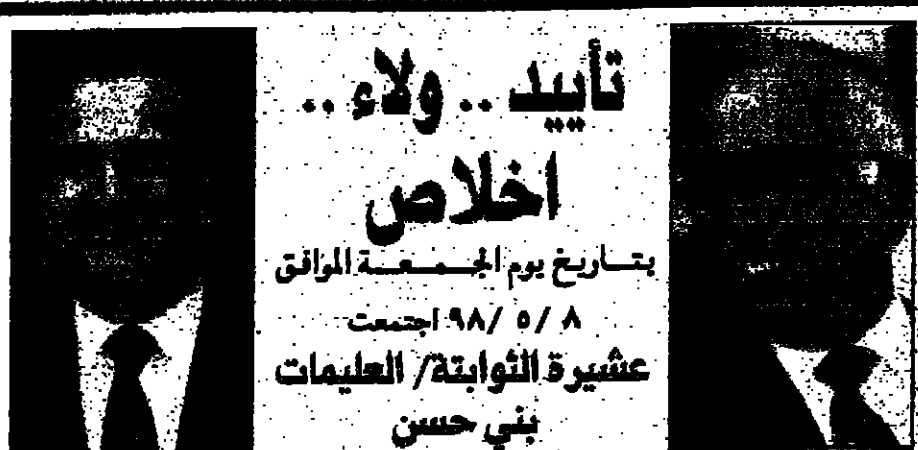 تأييد .. ولاء ..
اخلاص
بتاريخ يوم الجمعة الموافق
٨ / ٥ / ٩٨ اجتمعت
عشيرة الثوابتة / العليمات
بني حسن